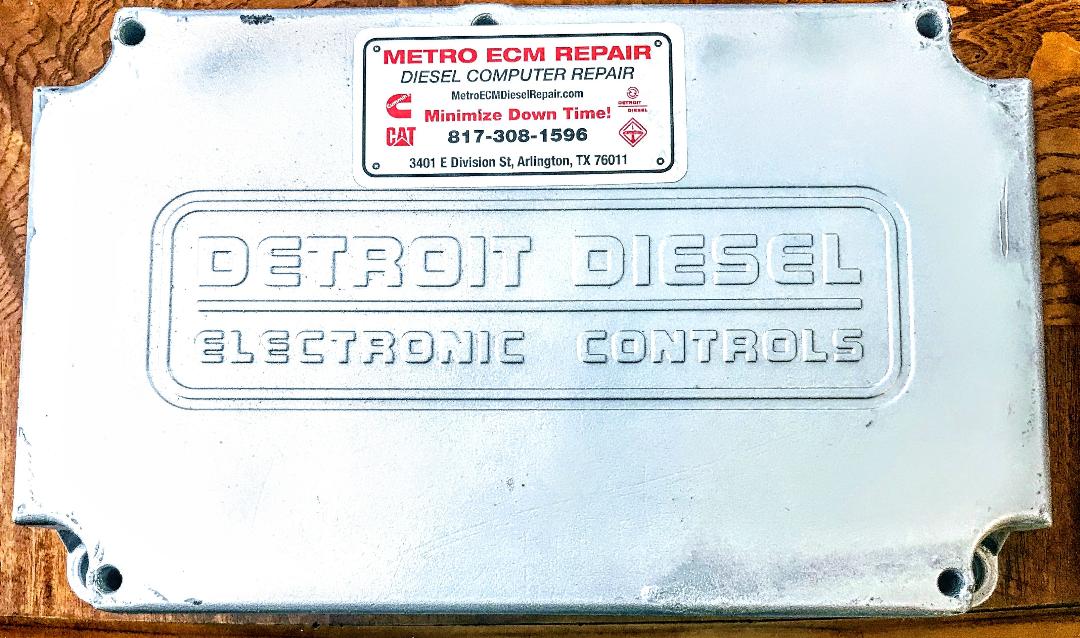 METRO ECM REPAIR
DIESEL COMPUTER REPAIR
MetroECMDieselRepair.com
Minimize Down Time!
CAT
DETROIT
DIESEL
817-308-1596
3401 E Division St, Arlington, TX 76011
DETROIT DIESEL
ELECTRONIC CONTROLS